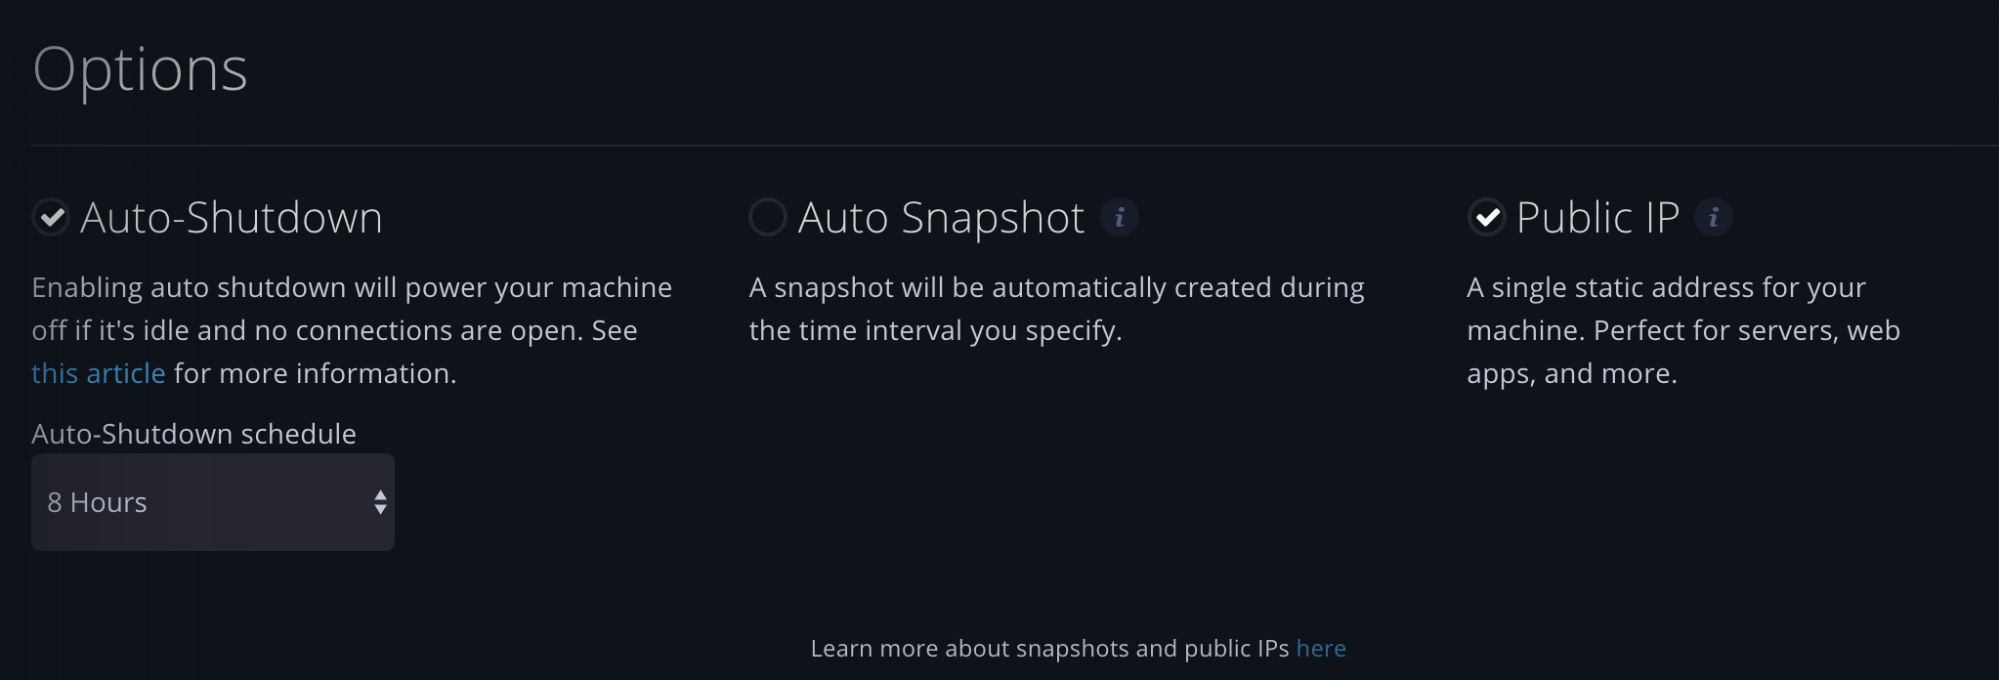 Options
Auto-Shutdown
Enabling auto shutdown will power your machine
off if it's idle and no connections are open. See
this article for more information.
Auto-Shutdown schedule
8 Hours
Auto Snapshot i
A snapshot will be automatically created during
the time interval you specify.
Public IP i
A single static address for your
machine. Perfect for servers, web
apps, and more.
Learn more about snapshots and public IPs here